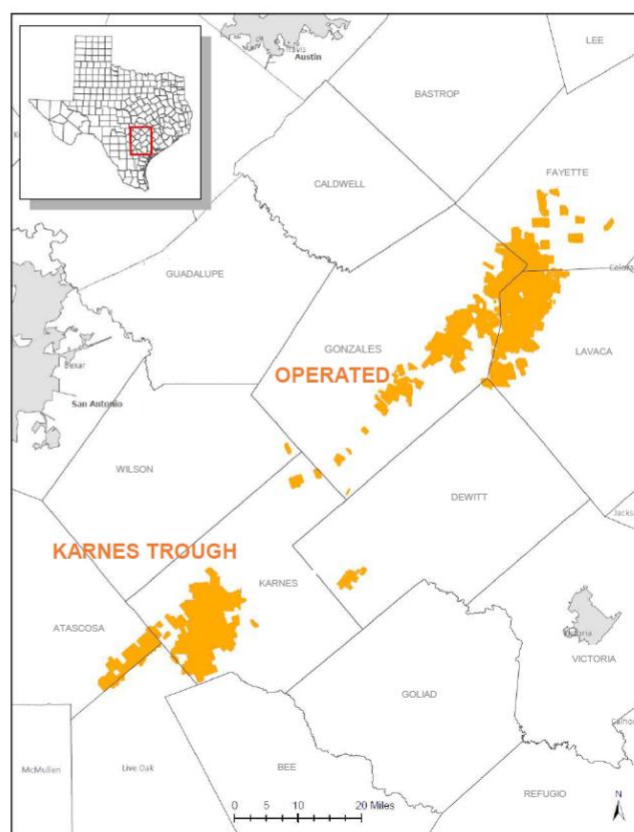 LEE
Travis
Austin
BASTROP
FAYETTE
CALDWELL
GUADALUPE
GONZALES
LAVACA
OPERATED
Bexar
San Antonio
WILSON
DEWITT
KARNES TROUGH
KARNES
ATASCOSA
Victoria
VICTORIA
GOLIAD
McMullen
Live Oak
BEE
REFUGIO
0 5 10 20 Miles
N